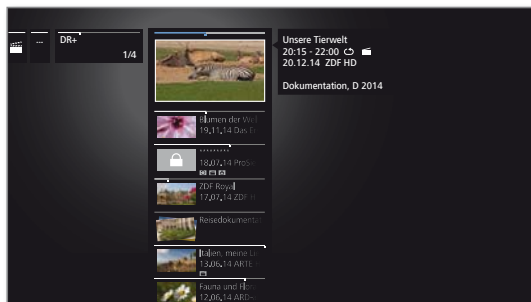 ...
DR+
1/4
Unsere Tierwelt
20:15 - 22:00
20.12.14 ZDF HD
Dokumentation, D 2014
Blumen der Wel
19.11.14 Das E
*********
18.07.14 ProSi
ZDF Royal
17.07.14 ZDF H
Reisedokumenta
Italien, meine Li
13.06.14 ARTE
Fauna und Flor
12.06.14 ARD-